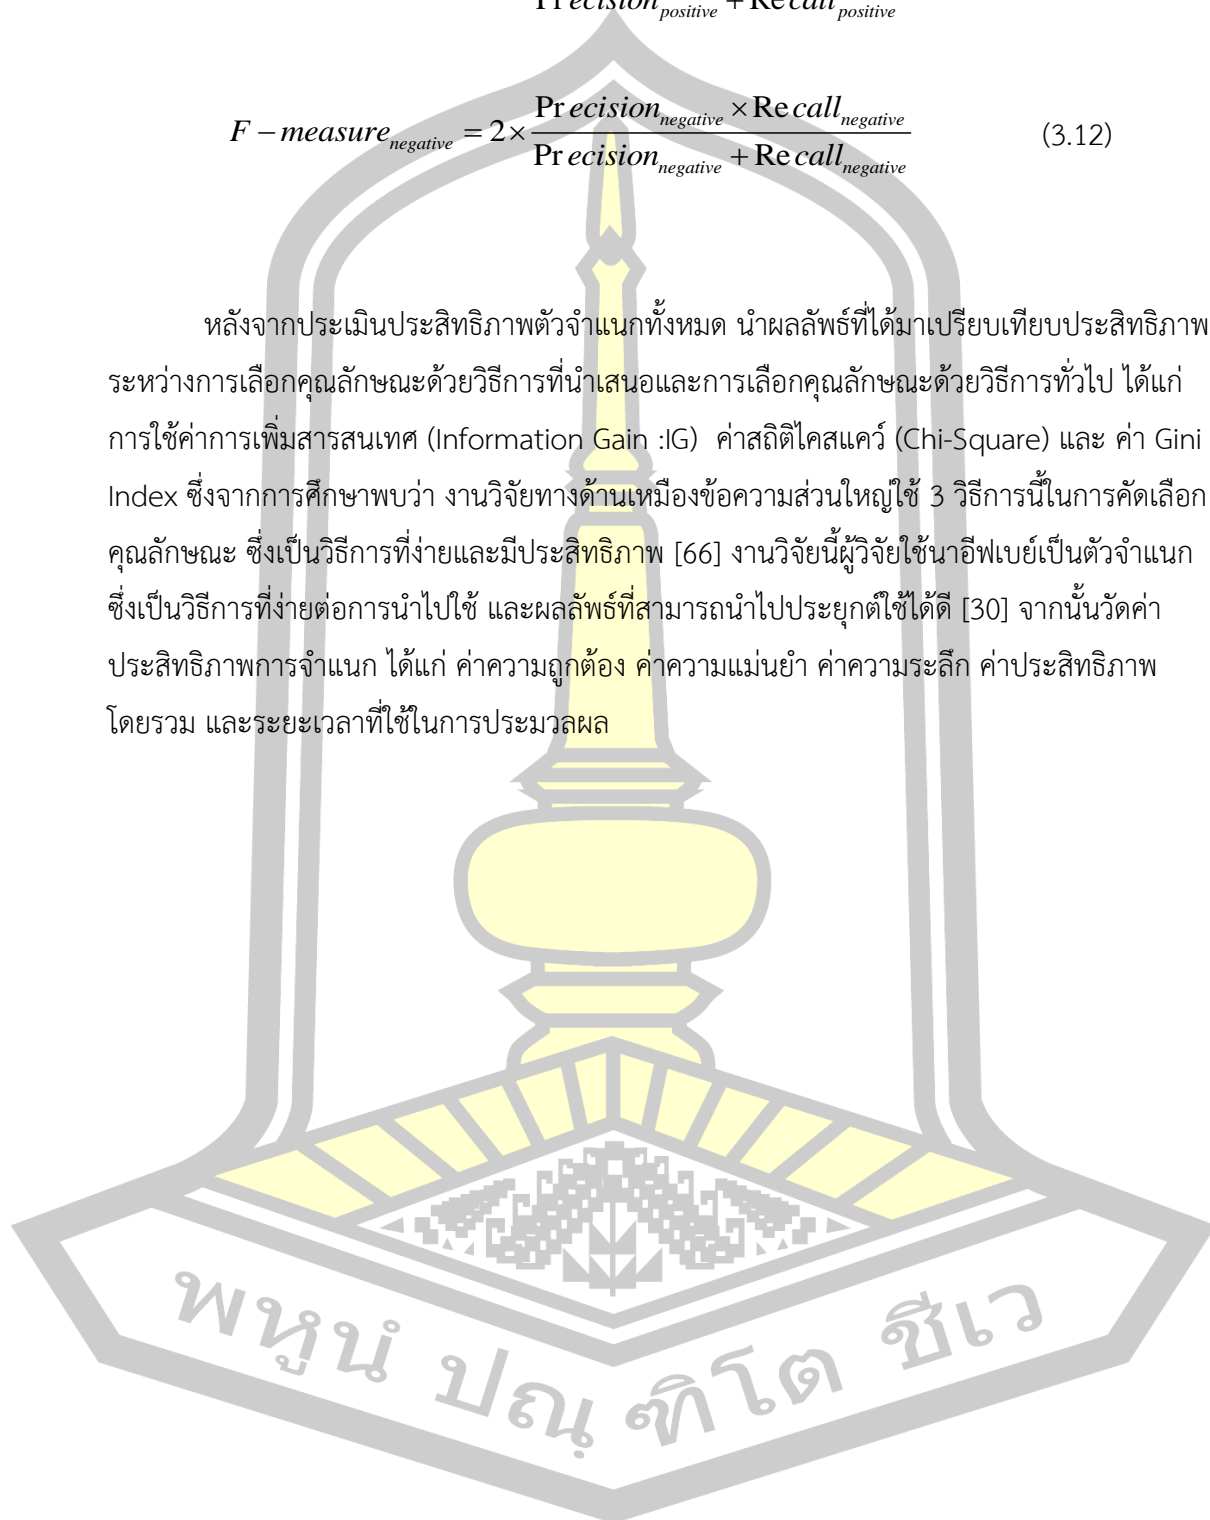 Precision positive + Recall positive
F − measure negative = 2 × Precision negative × Recall negative / Precision negative + Recall negative (3.12)
หลังจากประเมินประสิทธิภาพตัวจำแนกทั้งหมด นำผลลัพธ์ที่ได้มาเปรียบเทียบประสิทธิภาพ
ระหว่างการเลือกคุณลักษณะด้วยวิธีการที่นำเสนอและการเลือกคุณลักษณะด้วยวิธีการทั่วไป ได้แก่
การใช้ค่าการเพิ่มสารสนเทศ (Information Gain :IG) ค่าสถิติไคสแคว์ (Chi-Square) และ ค่า Gini
Index ซึ่งจากการศึกษาพบว่า งานวิจัยทางด้านเหมืองข้อความส่วนใหญ่ใช้ 3 วิธีการนี้ในการคัดเลือก
คุณลักษณะ ซึ่งเป็นวิธีการที่ง่ายและมีประสิทธิภาพ [66] งานวิจัยนี้ผู้วิจัยใช้นาอีฟเบย์เป็นตัวจำแนก
ซึ่งเป็นวิธีการที่ง่ายต่อการนำไปใช้ และผลลัพธ์ที่สามารถนำไปประยุกต์ใช้ได้ดี [30] จากนั้นวัดค่า
ประสิทธิภาพการจำแนก ได้แก่ ค่าความถูกต้อง ค่าความแม่นยำ ค่าความระลึก ค่าประสิทธิภาพ
โดยรวม และระยะเวลาที่ใช้ในการประมวลผล
พหูนํ ปณฺฑิโต ชีเว